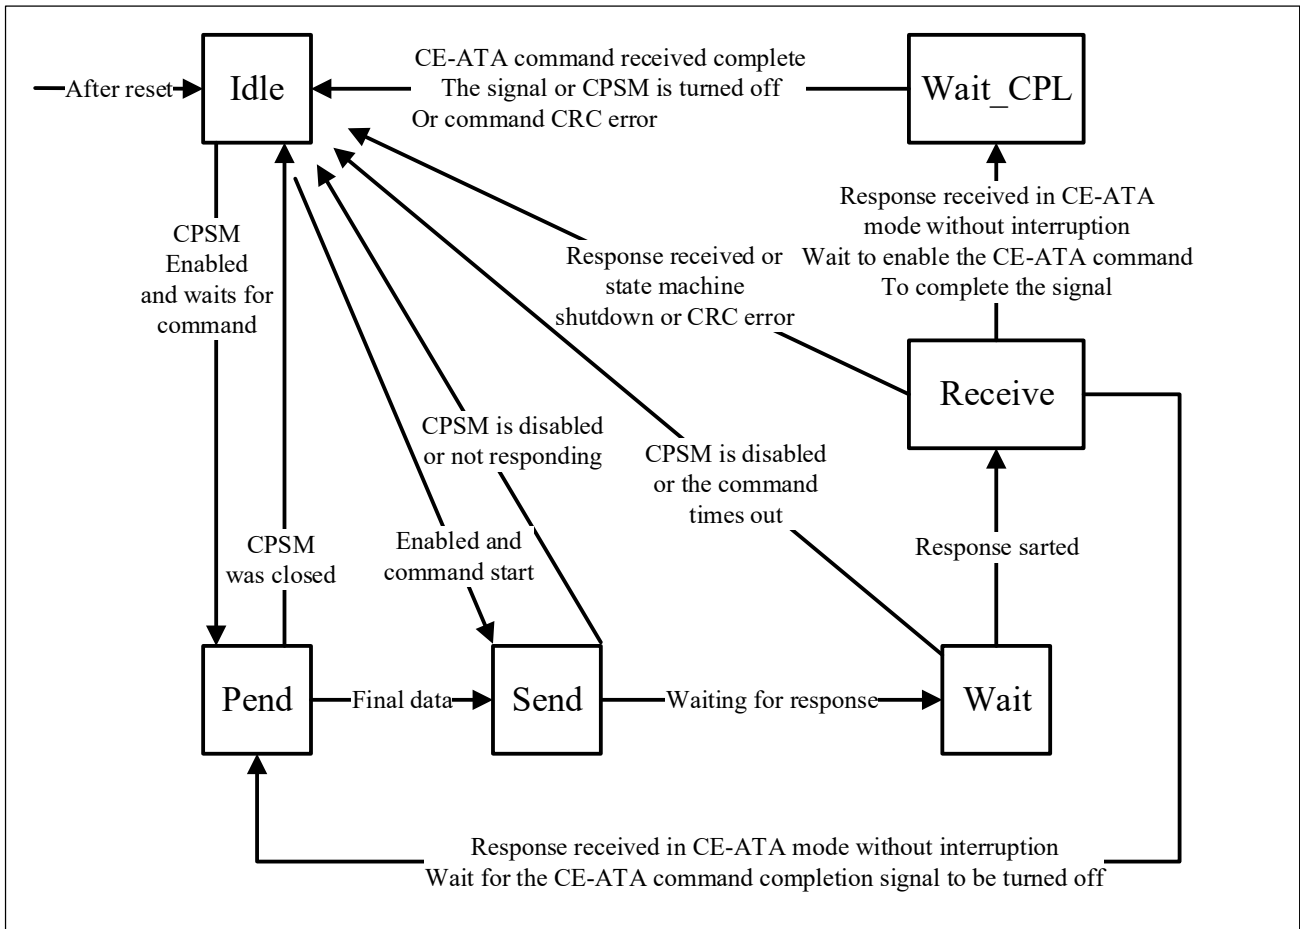 After reset
Idle
CE-ATA command received complete
The signal or CPSM is turned off
Or command CRC error
Wait_CPL
CPSM
Enabled
and waits for
command
Response received or
state machine
shutdown or CRC error
Response received in CE-ATA
mode without interruption
Wait to enable the CE-ATA command
To complete the signal
Receive
CPSM is disabled
or not responding
CPSM is disabled
or the command
times out
CPSM
was closed
Enabled and
command start
Response sarted
Pend
Final data
Send
Waiting for response
Wait
Response received in CE-ATA mode without interruption
Wait for the CE-ATA command completion signal to be turned off